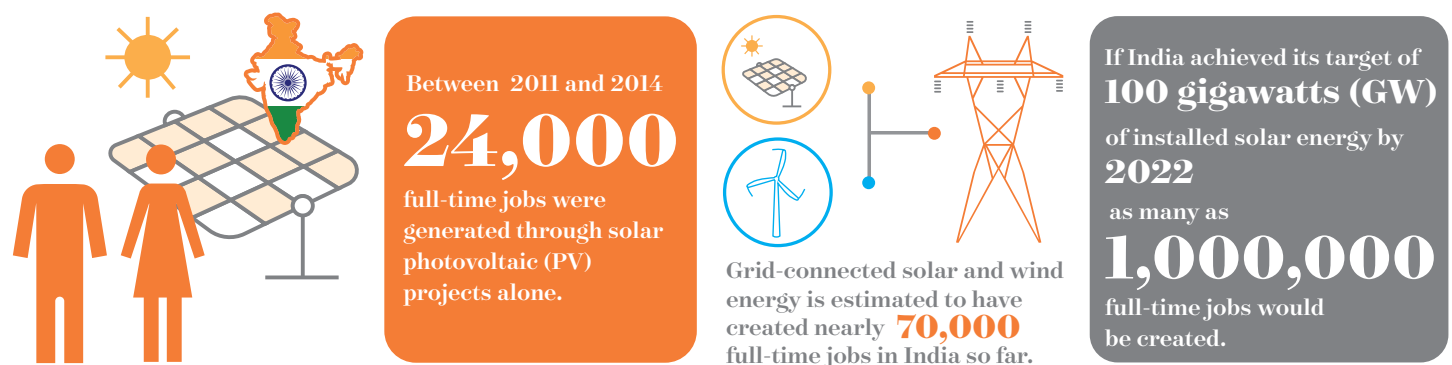 Between 2011 and 2014
24,000
full-time jobs were
generated through solar
photovoltaic (PV)
projects alone.
Grid-connected solar and wind
energy is estimated to have
created nearly 70,000
full-time jobs in India so far.
If India achieved its target of
100 gigawatts (GW)
of installed solar energy by
2022
as many as
1,000,000
full-time jobs would
be created.